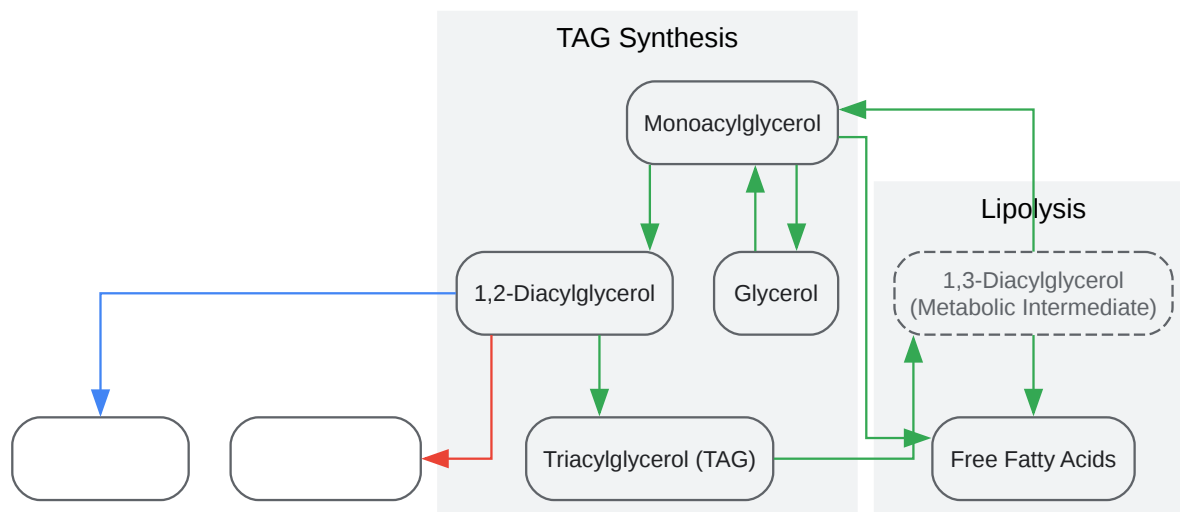 TAG Synthesis
Monoacylglycerol
Lipolysis
1,2-Diacylglycerol
Glycerol
1,3-Diacylglycerol
(Metabolic Intermediate)
Triacylglycerol (TAG)
Free Fatty Acids